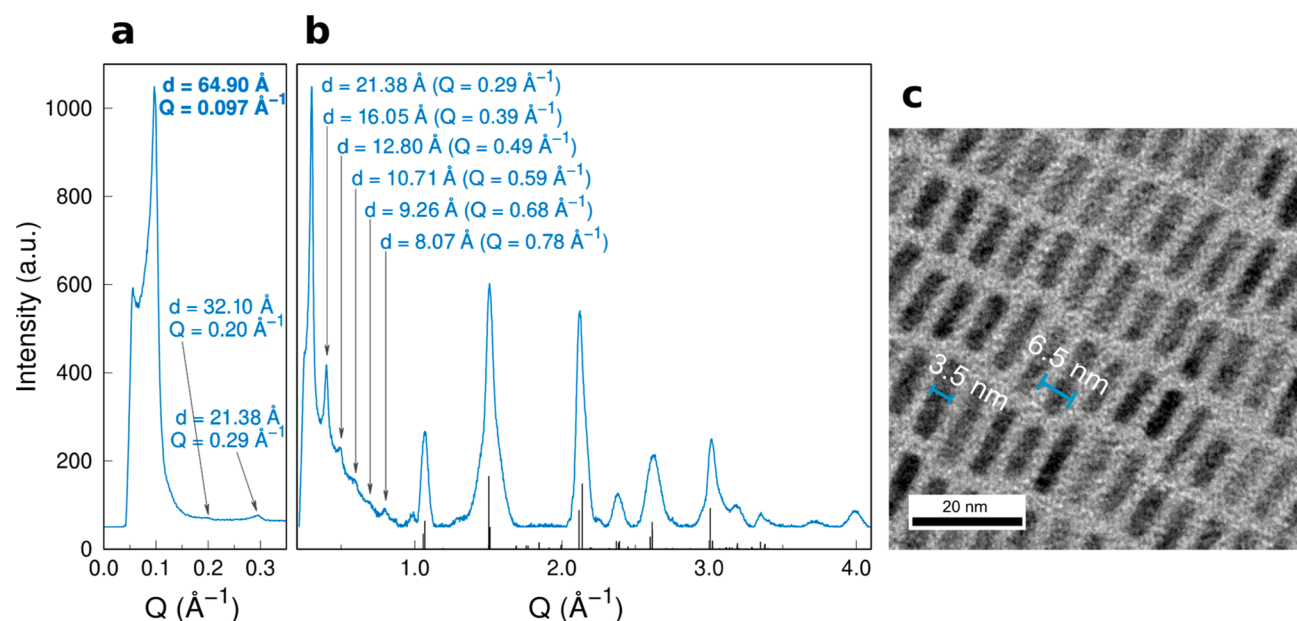 a
b
c
Intensity (a.u.)
1000
800
600
400
200
0
d = 64.90 Å
Q = 0.097 Å⁻¹
d = 32.10 Å
Q = 0.20 Å⁻¹
d = 21.38 Å
Q = 0.29 Å⁻¹
0.0 0.1 0.2 0.3
Q (Å⁻¹)
d = 21.38 Å (Q = 0.29 Å⁻¹)
d = 16.05 Å (Q = 0.39 Å⁻¹)
d = 12.80 Å (Q = 0.49 Å⁻¹)
d = 10.71 Å (Q = 0.59 Å⁻¹)
d = 9.26 Å (Q = 0.68 Å⁻¹)
d = 8.07 Å (Q = 0.78 Å⁻¹)
1.0 2.0 3.0 4.0
Q (Å⁻¹)
6.5 nm
3.5 nm
20 nm